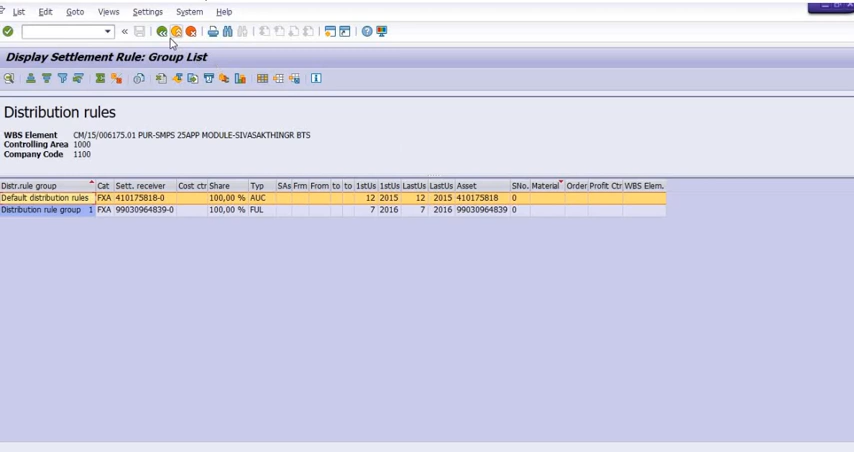 List Edit Goto Views Settings System Help
Display Settlement Rule: Group List
Distribution rules
WBS Element CM/15/006175.01 PUR-SMPS 25APP MODULE-SIVASAKTHINGR BTS
Controlling Area 1000
Company Code 1100
Distr.rule group Cat Sett. receiver Cost ctr Share Typ SAs Frm From to to 1stUs 1stUs LastUs LastUs Asset SNo. Material Order Profit Ctr WBS Elem.
Default distribution rules FXA 410175818-0 100,00 % AUC 12 2015 12 2015 410175818 0
Distribution rule group 1 FXA 99030964839-0 100,00 % FUL 7 2016 7 2016 99030964839 0